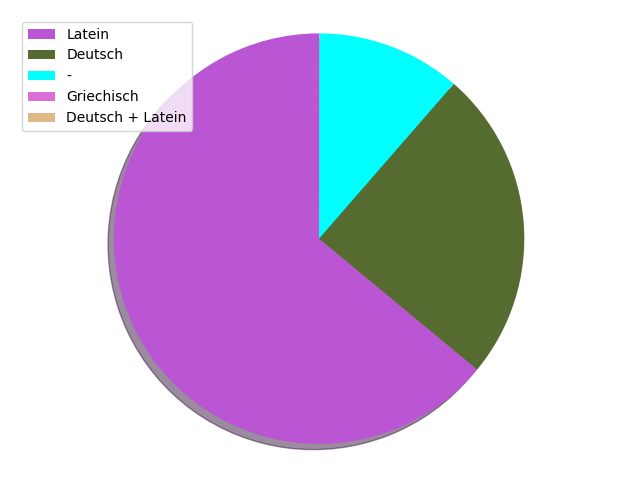 Latein
Deutsch
-
Griechisch
Deutsch + Latein